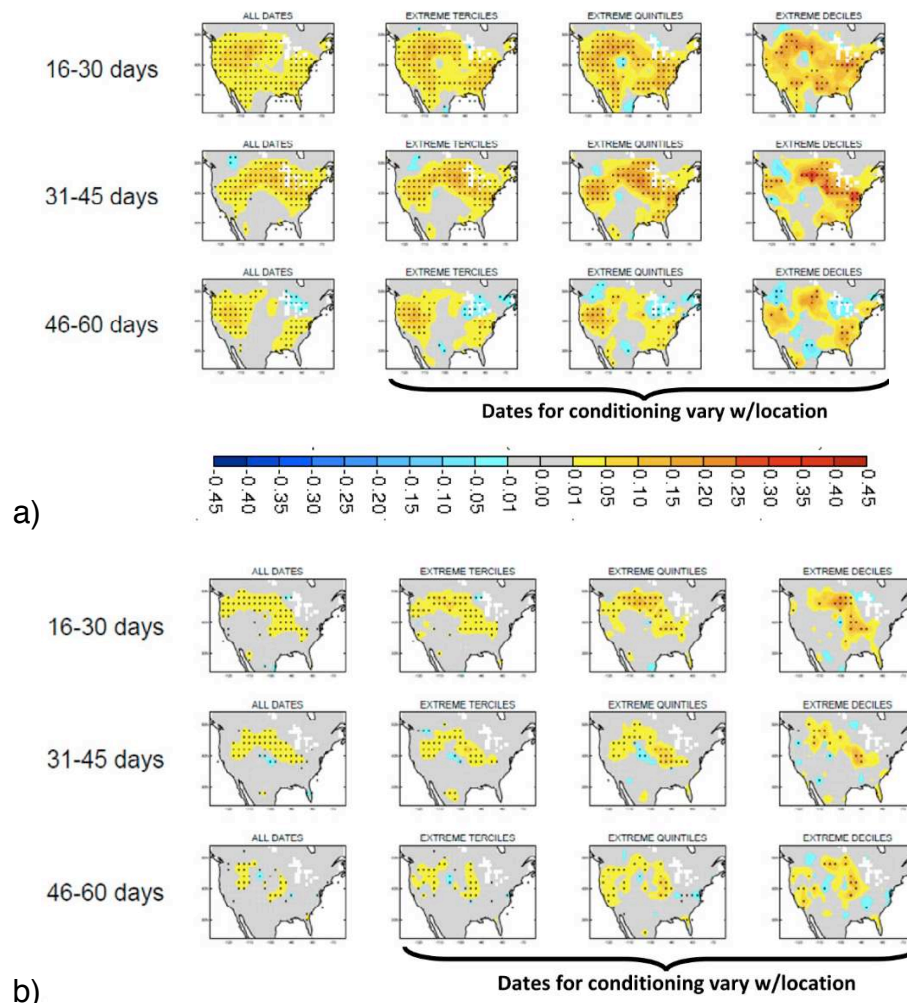 ALL DATES EXTREME TERCILES EXTREME QUINTILES EXTREME DECILES
16-30 days
ALL DATES EXTREME TERCILES EXTREME QUINTILES EXTREME DECILES
31-45 days
ALL DATES EXTREME TERCILES EXTREME QUINTILES EXTREME DECILES
46-60 days
Dates for conditioning vary w/location
-0.45 -0.40 -0.35 -0.30 -0.25 -0.20 -0.15 -0.10 -0.05 -0.01 0.00 0.01 0.05 0.10 0.15 0.20 0.25 0.30 0.35 0.40 0.45
a)
ALL DATES EXTREME TERCILES EXTREME QUINTILES EXTREME DECILES
16-30 days
ALL DATES EXTREME TERCILES EXTREME QUINTILES EXTREME DECILES
31-45 days
ALL DATES EXTREME TERCILES EXTREME QUINTILES EXTREME DECILES
46-60 days
Dates for conditioning vary w/location
b)